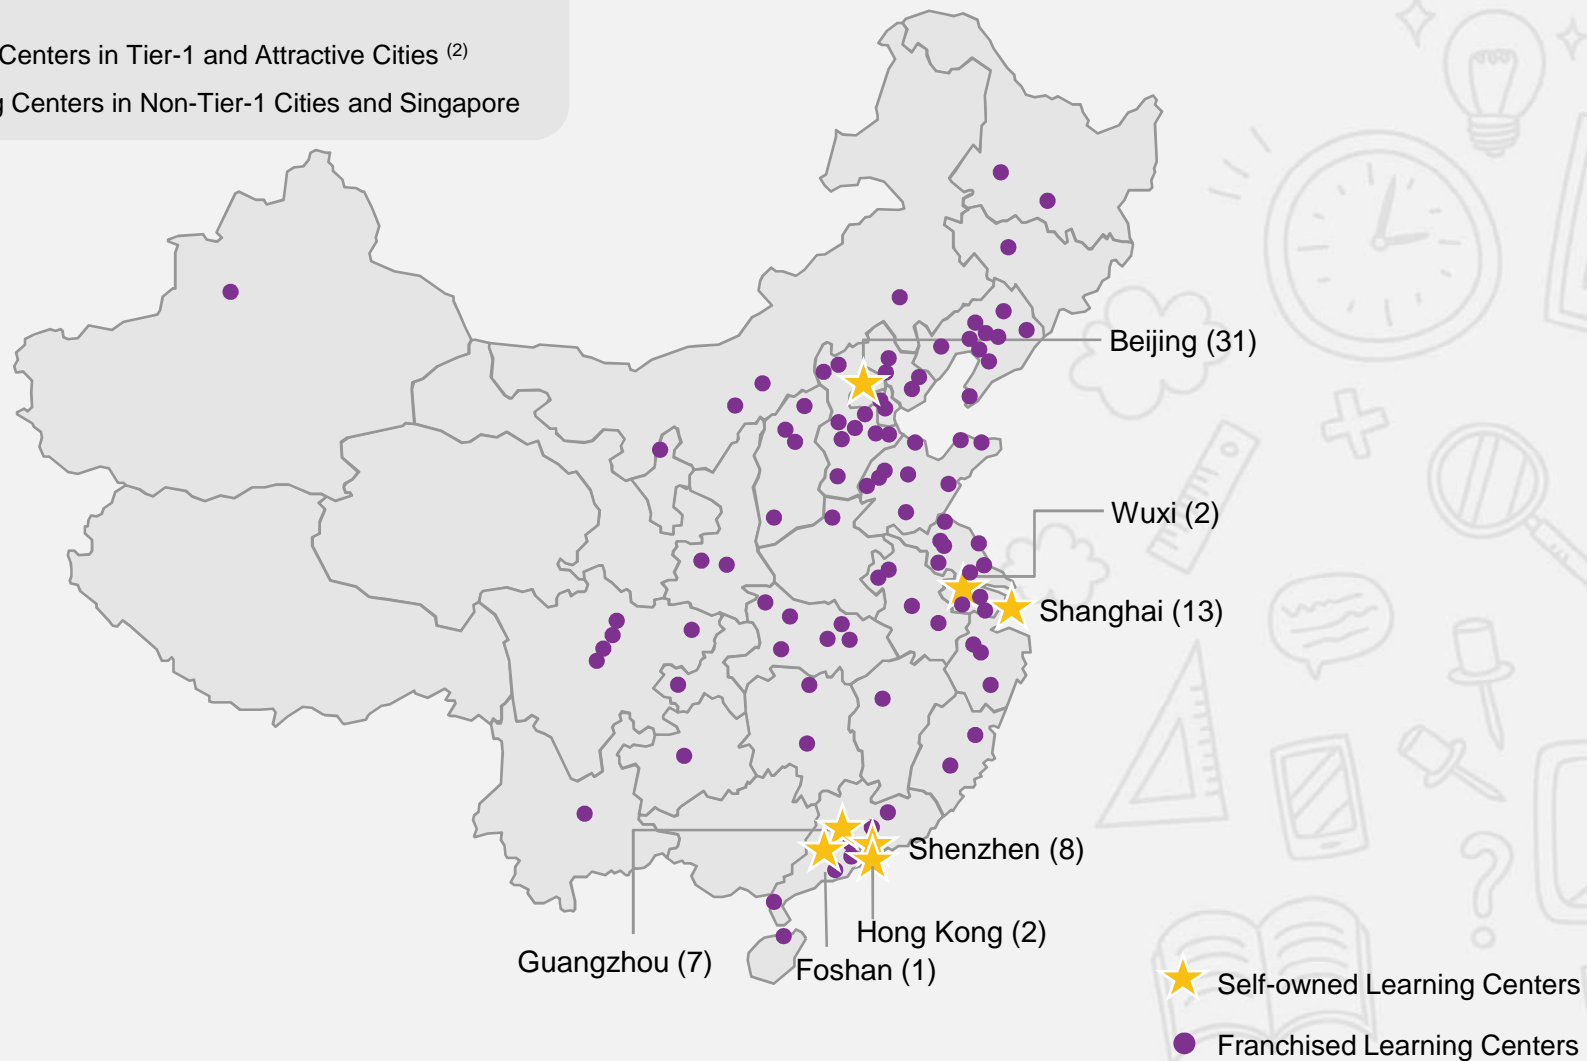 Centers in Tier-1 and Attractive Cities (2)
Centers in Non-Tier-1 Cities and Singapore
Beijing (31)
Wuxi (2)
Shanghai (13)
Shenzhen (8)
Hong Kong (2)
Guangzhou (7)
Foshan (1)
Self-owned Learning Centers
Franchised Learning Centers